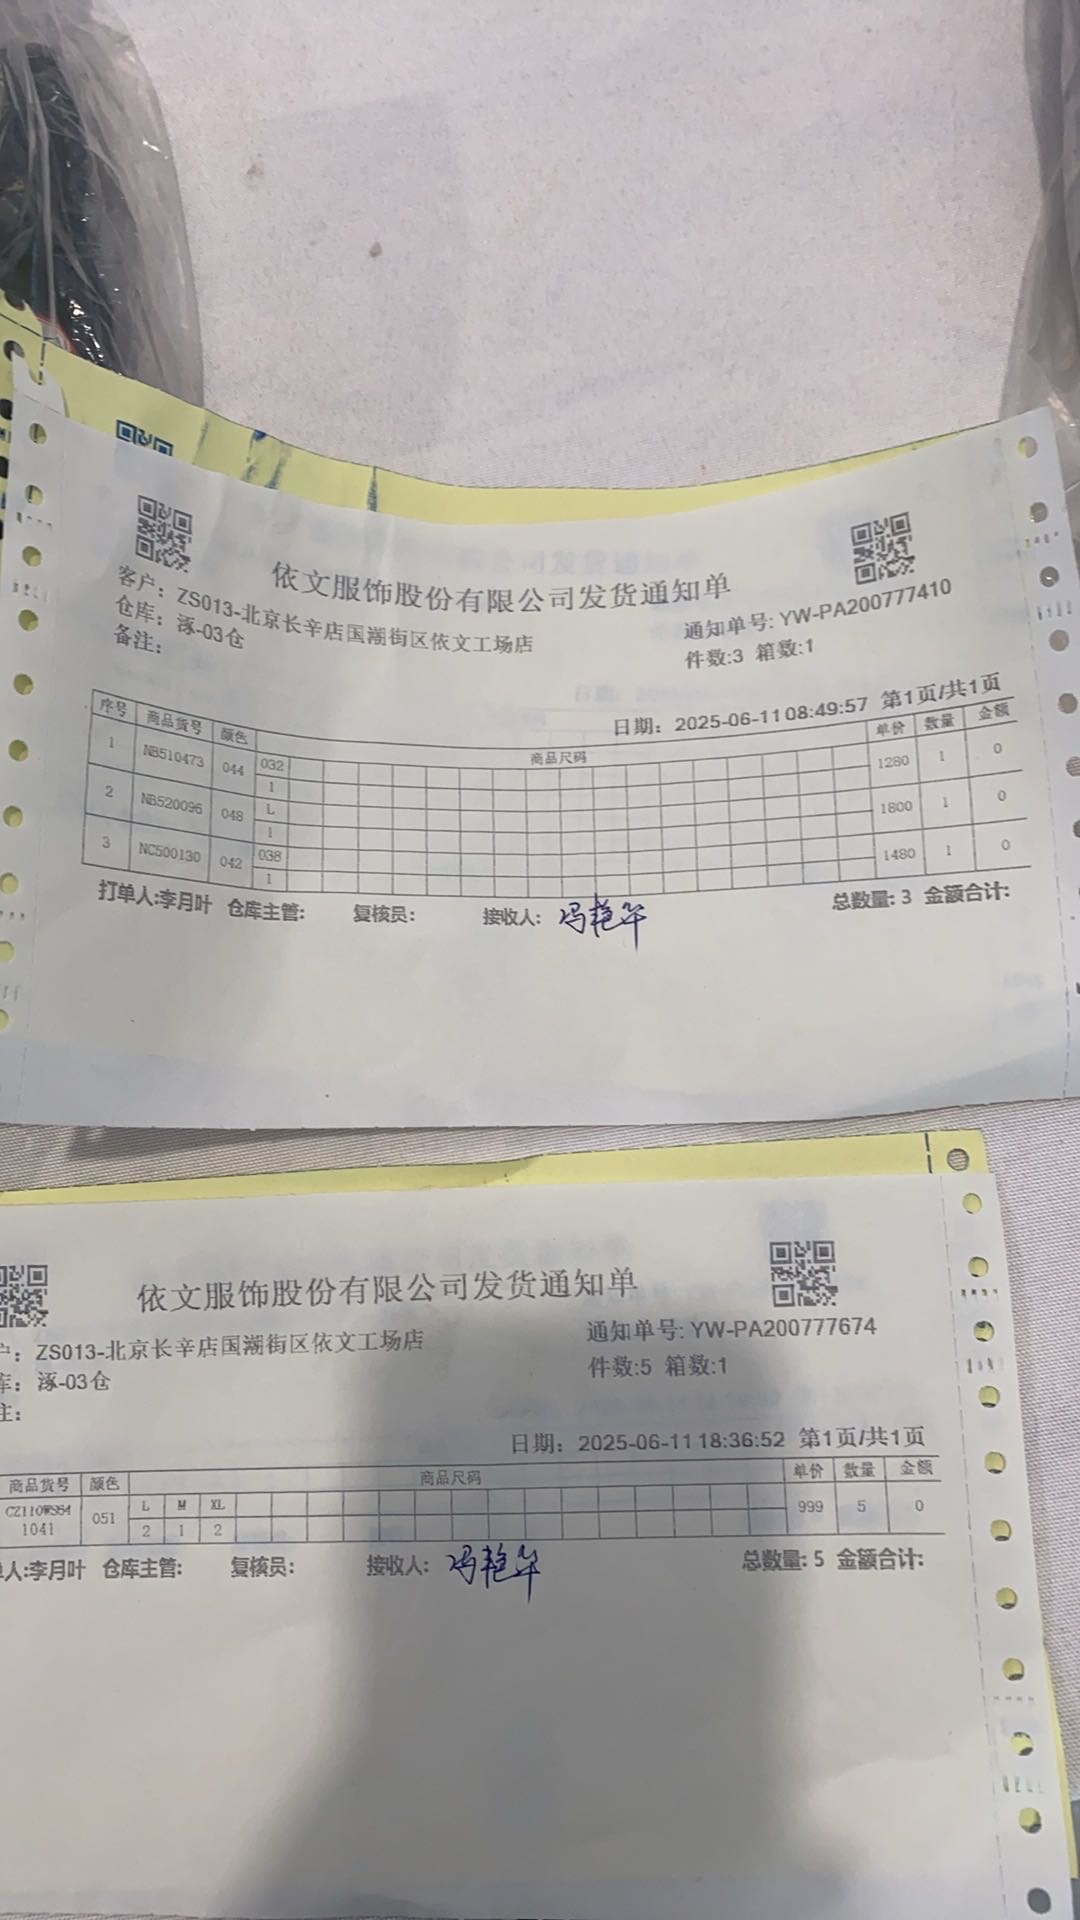 依文服饰股份有限公司发货通知单
客户：ZS013-北京长辛店国潮街区依文工场店
通知单号: YW-PA200777410
仓库：涿-03仓
件数:3 箱数:1
备注：
日期：2025-06-11 08:49:57 第1页/共1页
序号 商品货号 颜色 商品尺码 单价 数量 金额
1 NB510473 044 032 1280 1 0
1
2 NB520096 048 L 1800 1 0
1
3 NC500130 042 038 1480 1 0
1
打单人:李月叶 仓库主管: 复核员: 接收人: 冯艳华 总数量: 3 金额合计:
依文服饰股份有限公司发货通知单
户：ZS013-北京长辛店国潮街区依文工场店
通知单号: YW-PA200777674
库：涿-03仓
件数:5 箱数:1
注：
日期：2025-06-11 18:36:52 第1页/共1页
商品货号 颜色 商品尺码 单价 数量 金额
CZ110WS64 051 L M XL 999 5 0
1041 2 1 2
单人:李月叶 仓库主管: 复核员: 接收人: 冯艳华 总数量: 5 金额合计: